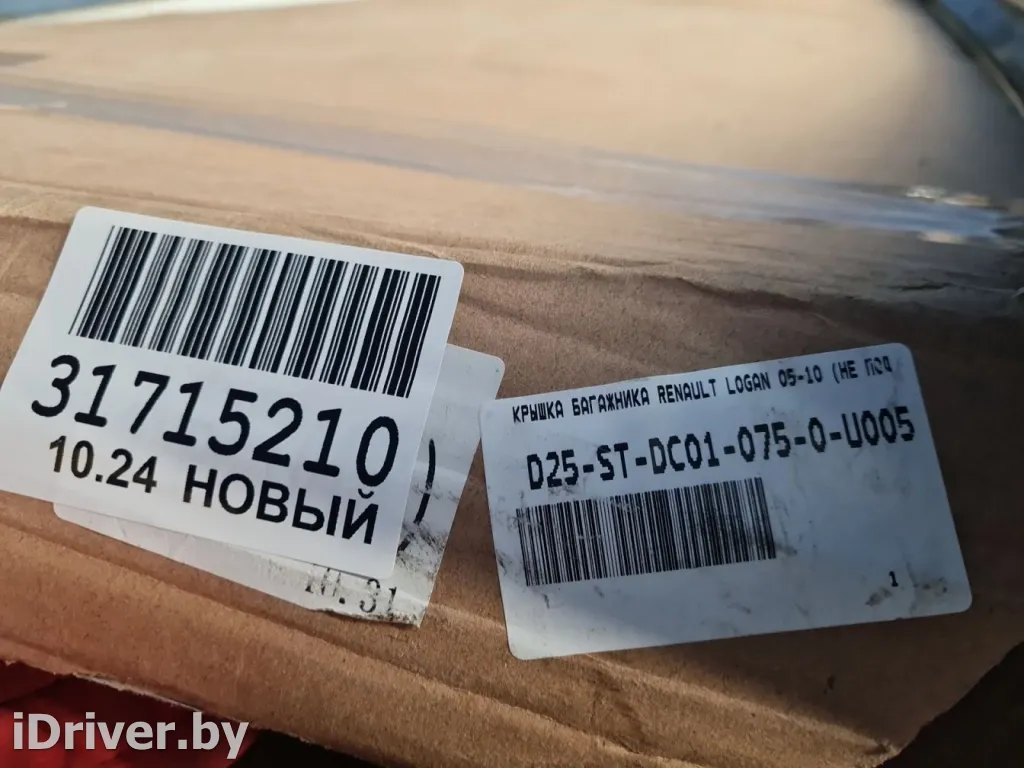 31715210
10.24 НОВЫЙ
КРЫШКА БАГАЖНИКА RENAULT LOGAN 05-10 (НЕ ПОД
D25-ST-DC01-075-0-U005
1
iDriver.by